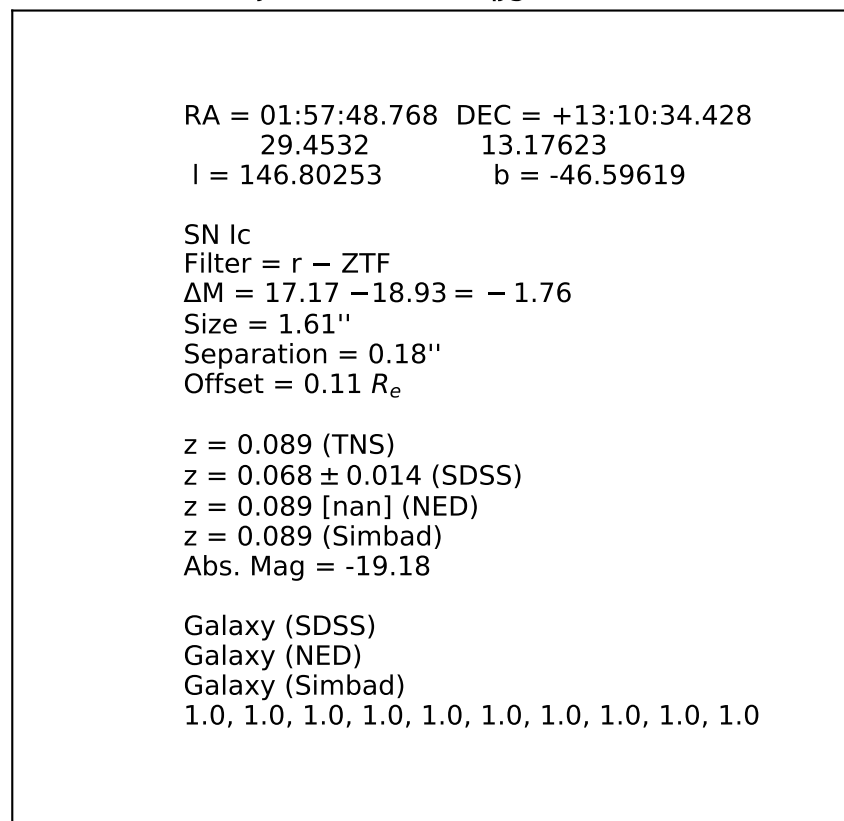 RA = 01:57:48.768  DEC = +13:10:34.428
29.4532  13.17623
l = 146.80253  b = -46.59619
SN Ic
Filter = r − ZTF
ΔM = 17.17 −18.93 = − 1.76
Size = 1.61''
Separation = 0.18''
Offset = 0.11 Rₑ
z = 0.089 (TNS)
z = 0.068 ± 0.014 (SDSS)
z = 0.089 [nan] (NED)
z = 0.089 (Simbad)
Abs. Mag = -19.18
Galaxy (SDSS)
Galaxy (NED)
Galaxy (Simbad)
1.0, 1.0, 1.0, 1.0, 1.0, 1.0, 1.0, 1.0, 1.0, 1.0